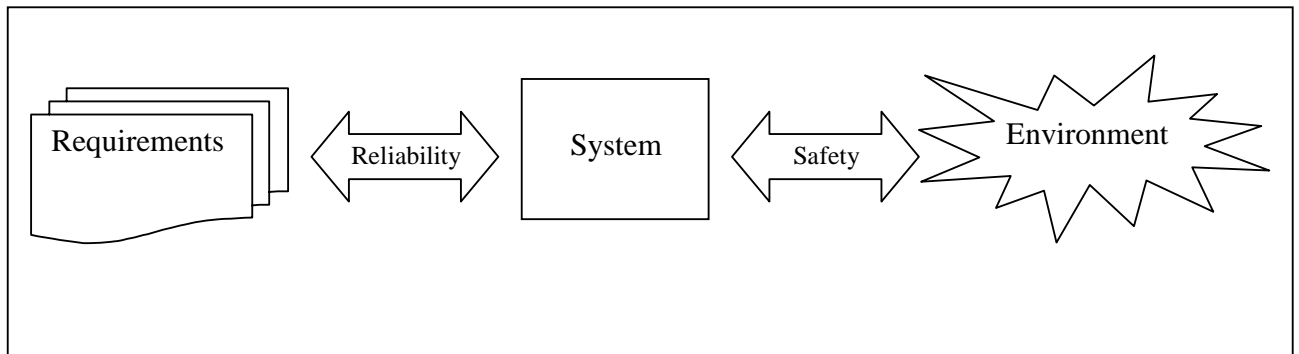 Requirements
Reliability
System
Safety
Environment